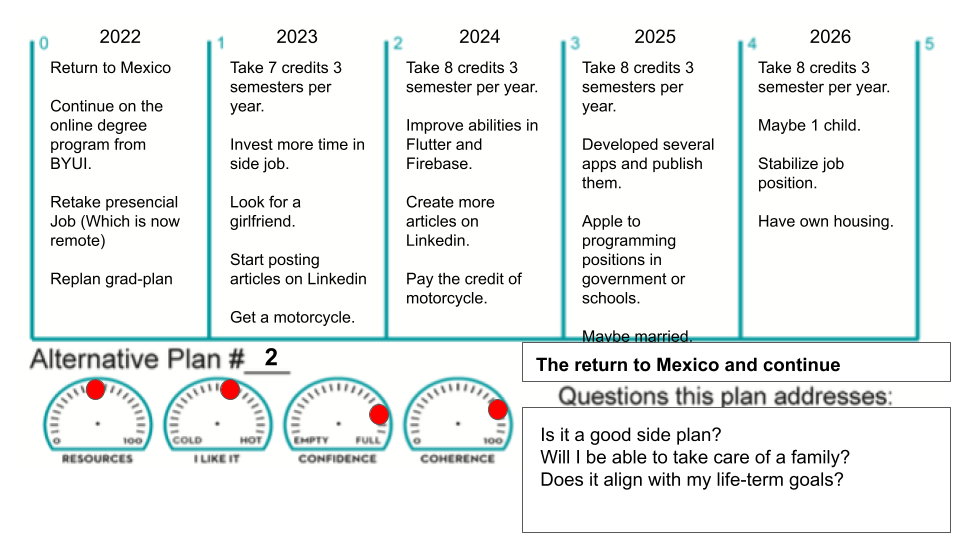 0
2022
1
2023
2
2024
3
2025
4
2026
5
Return to Mexico
Continue on the
online degree
program from
BYUI.
Retake presencial
Job (Which is now
remote)
Replan grad-plan
Take 7 credits 3
semesters per
year.
Invest more time in
side job.
Look for a
girlfriend.
Start posting
articles on Linkedin
Get a motorcycle.
Take 8 credits 3
semester per year.
Improve abilities in
Flutter and
Firebase.
Create more
articles on
Linkedin.
Pay the credit of
motorcycle.
Take 8 credits 3
semesters per
year.
Developed several
apps and publish
them.
Apple to
programming
positions in
government or
schools.
Maybe married.
Take 8 credits 3
semester per year.
Maybe 1 child.
Stabilize job
position.
Have own housing.
Alternative Plan # 2
The return to Mexico and continue
0 100
RESOURCES
COLD HOT
I LIKE IT
EMPTY FULL
CONFIDENCE
0 100
COHERENCE
Questions this plan addresses:
Is it a good side plan?
Will I be able to take care of a family?
Does it align with my life-term goals?